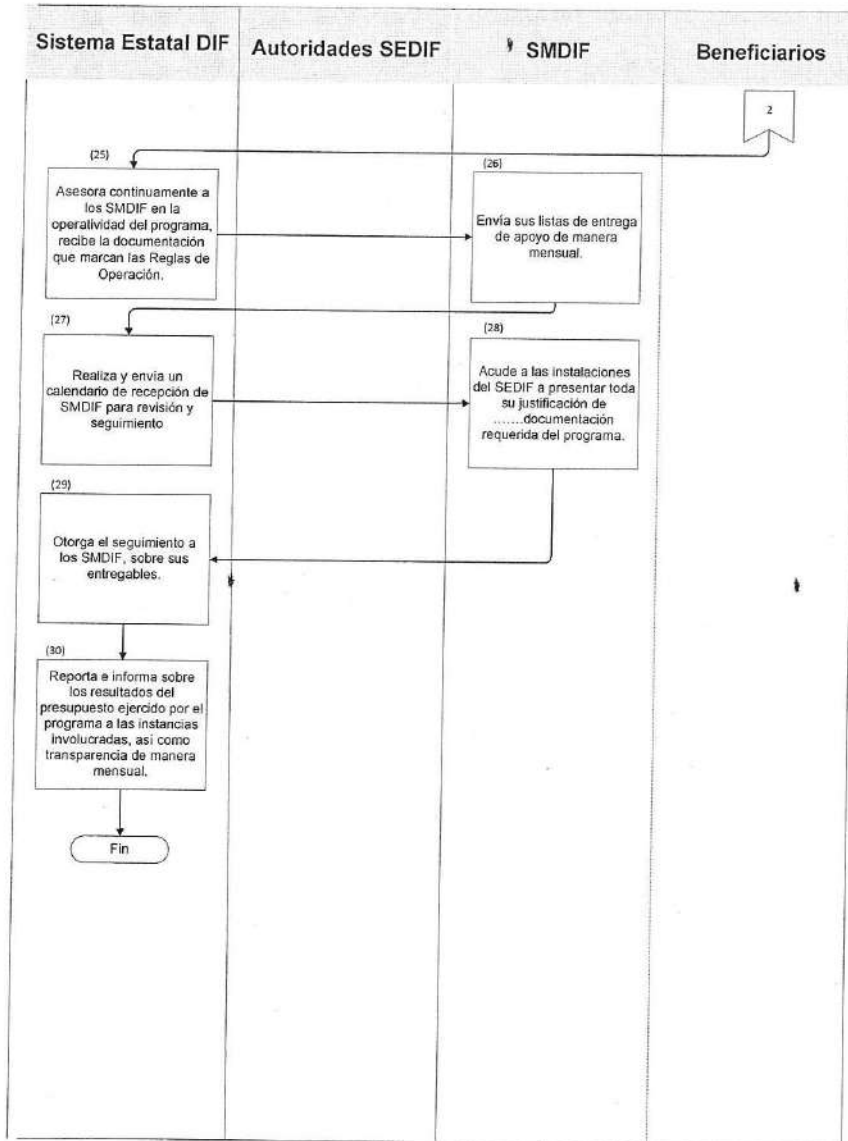 Sistema Estatal DIF
Autoridades SEDIF
SMDIF
Beneficiarios
2
(25)
Asesora continuamente a
los SMDIF en la
operatividad del programa,
recibe la documentación
que marcan las Reglas de
Operación.
(26)
Envía sus listas de entrega
de apoyo de manera
mensual.
(27)
Realiza y envía un
calendario de recepción de
SMDIF para revisión y
seguimiento
(28)
Acude a las instalaciones
del SEDIF a presentar toda
su justificación de
.......documentación
requerida del programa.
(29)
Otorga el seguimiento a
los SMDIF, sobre sus
entregables.
(30)
Reporta e informa sobre
los resultados del
presupuesto ejercido por el
programa a las instancias
involucradas, así como
transparencia de manera
mensual.
Fin